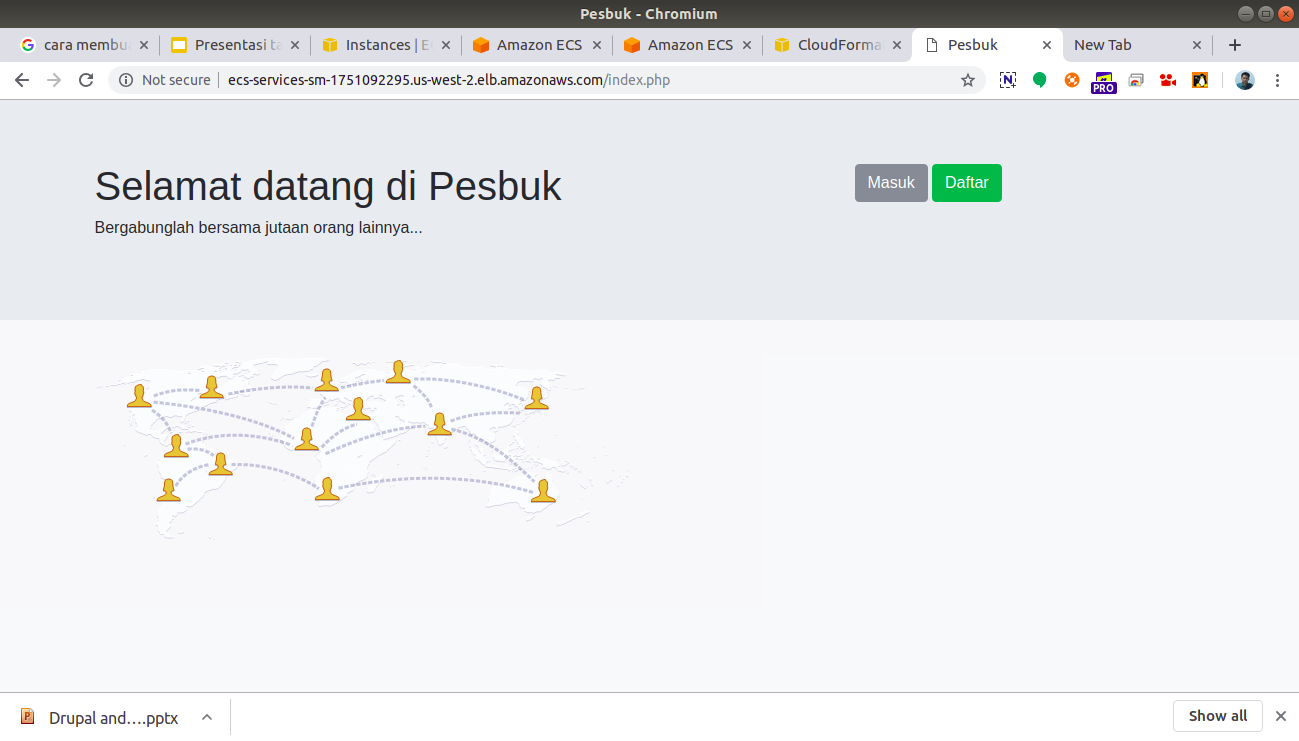 Pesbuk - Chromium
cara membu
Presentasi ta
Instances | E
Amazon ECS
Amazon ECS
CloudForma
Pesbuk
New Tab
Not secure
ecs-services-sm-1751092295.us-west-2.elb.amazonaws.com/index.php
PRO
Selamat datang di Pesbuk
Masuk
Daftar
Bergabunglah bersama jutaan orang lainnya...
Drupal and....pptx
Show all